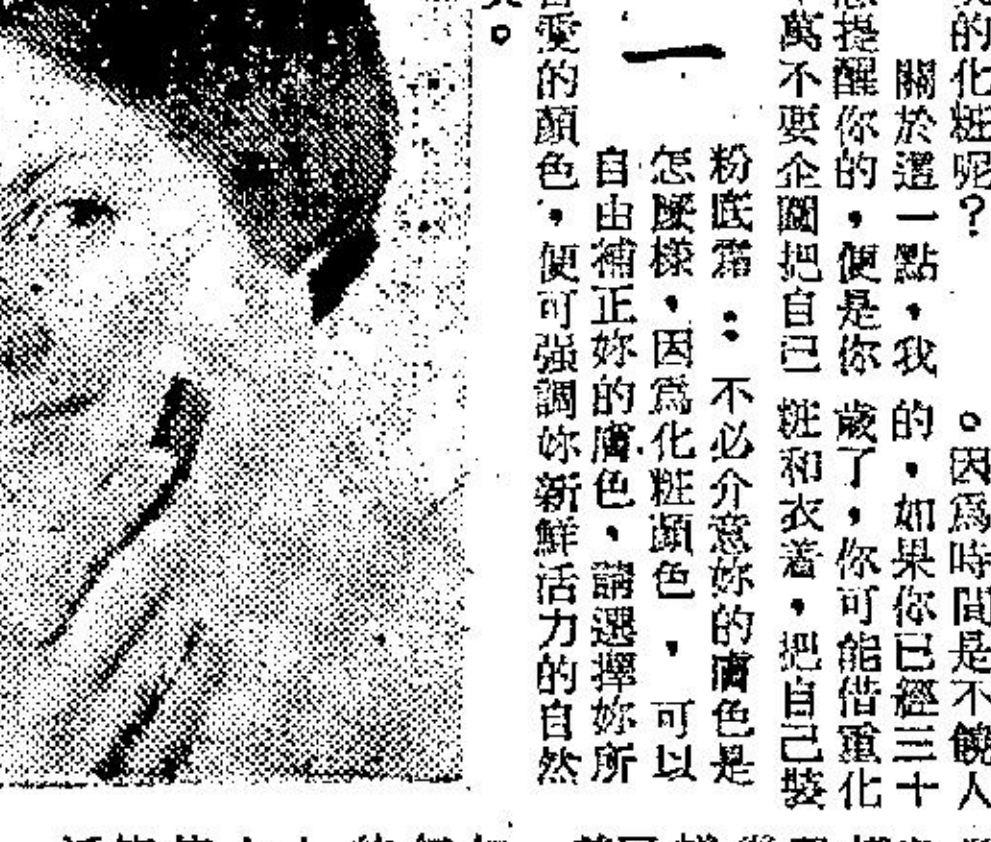 的化粧呢？
關於這一點，我
提醒你的，便是你
萬不要企圖把自己
。因爲時間是不饒人
的，如果你已經三十
歲了，你可能借重化
粧和衣着，把自己裝
一
粉底霜：不必介意妳的膚色是
怎麽樣，因爲化粧顏色，可以
自由補正妳的膚色，請選擇妳所
愛的顏色，便可强調妳新鮮活力的自然
。